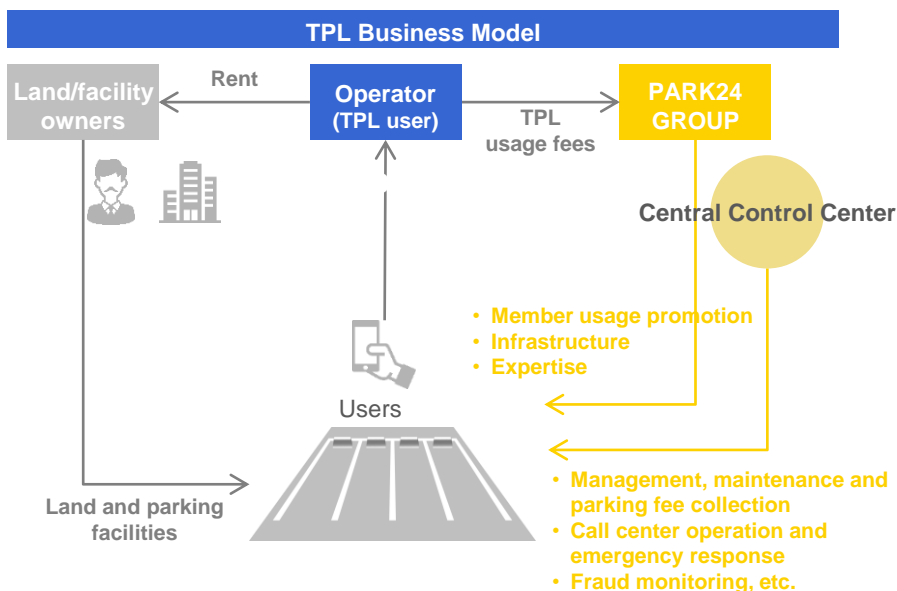 TPL Business Model
Land/facility
owners
Rent
Operator
(TPL user)
TPL
usage fees
PARK24
GROUP
Central Control Center
• Member usage promotion
• Infrastructure
• Expertise
Users
Land and parking
facilities
• Management, maintenance and
parking fee collection
• Call center operation and
emergency response
• Fraud monitoring, etc.